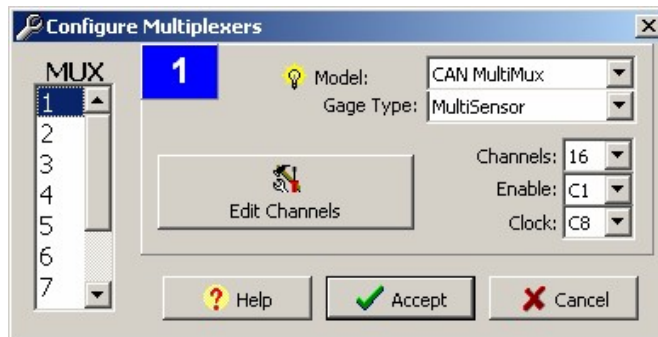 Configure Multiplexers
MUX
1
2
3
4
5
6
7
1
Model: CAN MultiMux
Gage Type: MultiSensor
Edit Channels
Channels: 16
Enable: C1
Clock: C8
? Help
Accept
Cancel